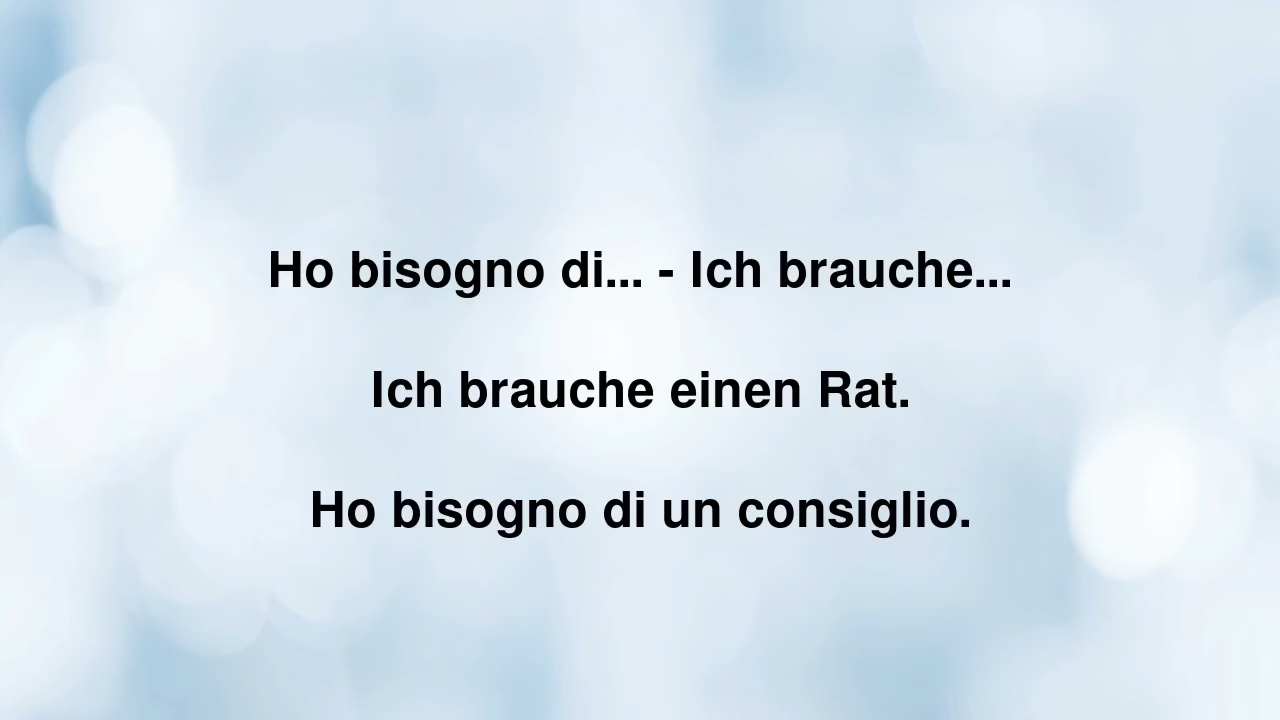 Ho bisogno di... - Ich brauche...
Ich brauche einen Rat.
Ho bisogno di un consiglio.